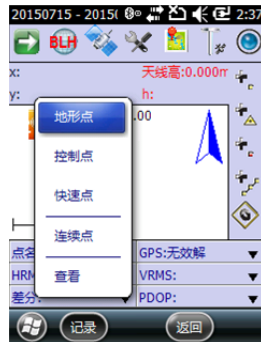 20150715 - 2015( 2:37
BLH
x: 天线高:0.000m
y: h:
.00
地形点
控制点
快速点
连续点
查看
点名 GPS:无效解
HRM VRMS:
差分: PDOP:
记录 返回